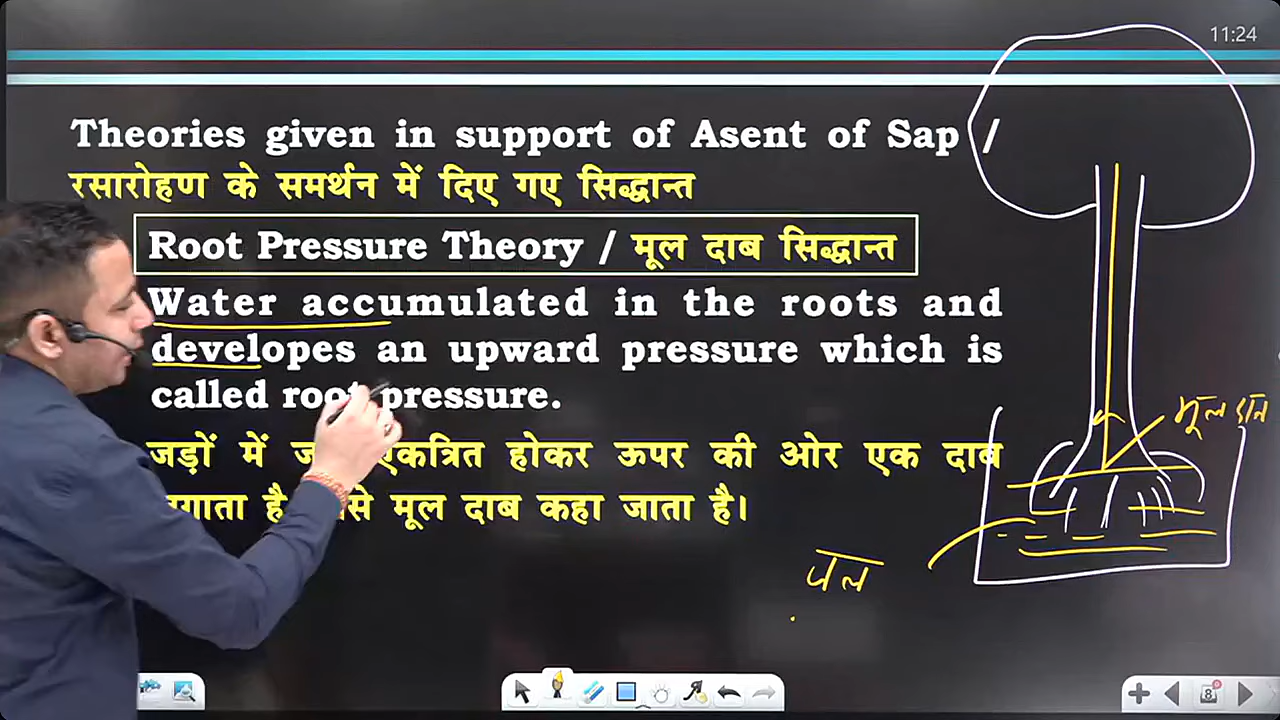 11:24
Theories given in support of Asent of Sap /
रसारोहण के समर्थन में दिए गए सिद्धान्त
Root Pressure Theory / मूल दाब सिद्धान्त
Water accumulated in the roots and
developes an upward pressure which is
called root pressure.
जड़ों में एकत्रित होकर ऊपर की ओर एक दाब
मूल दाब कहा जाता है।
मूल दाब
जल
8